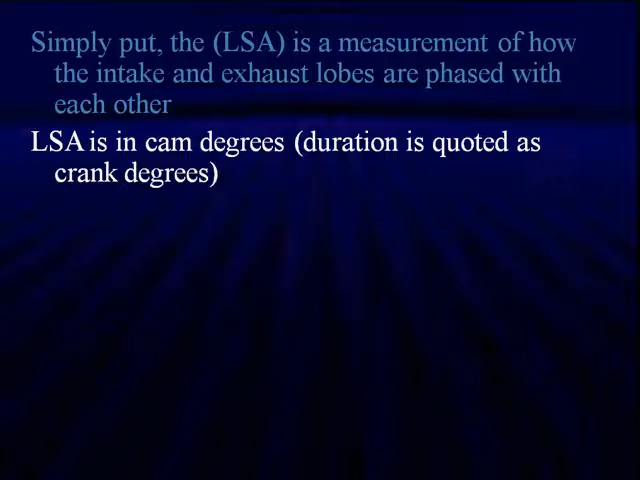 Simply put, the (LSA) is a measurement of how
the intake and exhaust lobes are phased with
each other
LSA is in cam degrees (duration is quoted as
crank degrees)